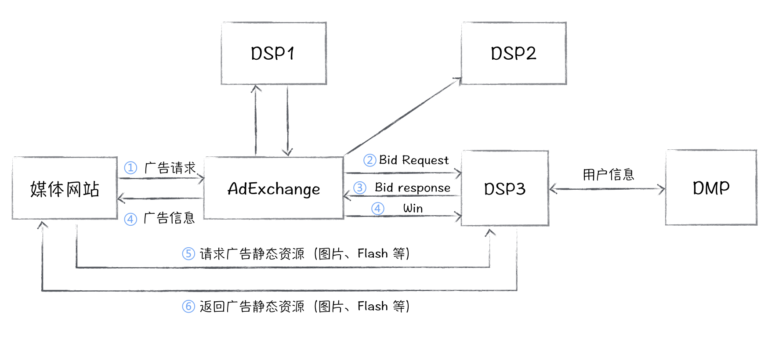 DSP1
DSP2
① 广告请求
② Bid Request
媒体网站
AdExchange
③ Bid response
DSP3
用户信息
DMP
④ 广告信息
④ Win
⑤ 请求广告静态资源 (图片、Flash 等)
⑥ 返回广告静态资源 (图片、Flash 等)